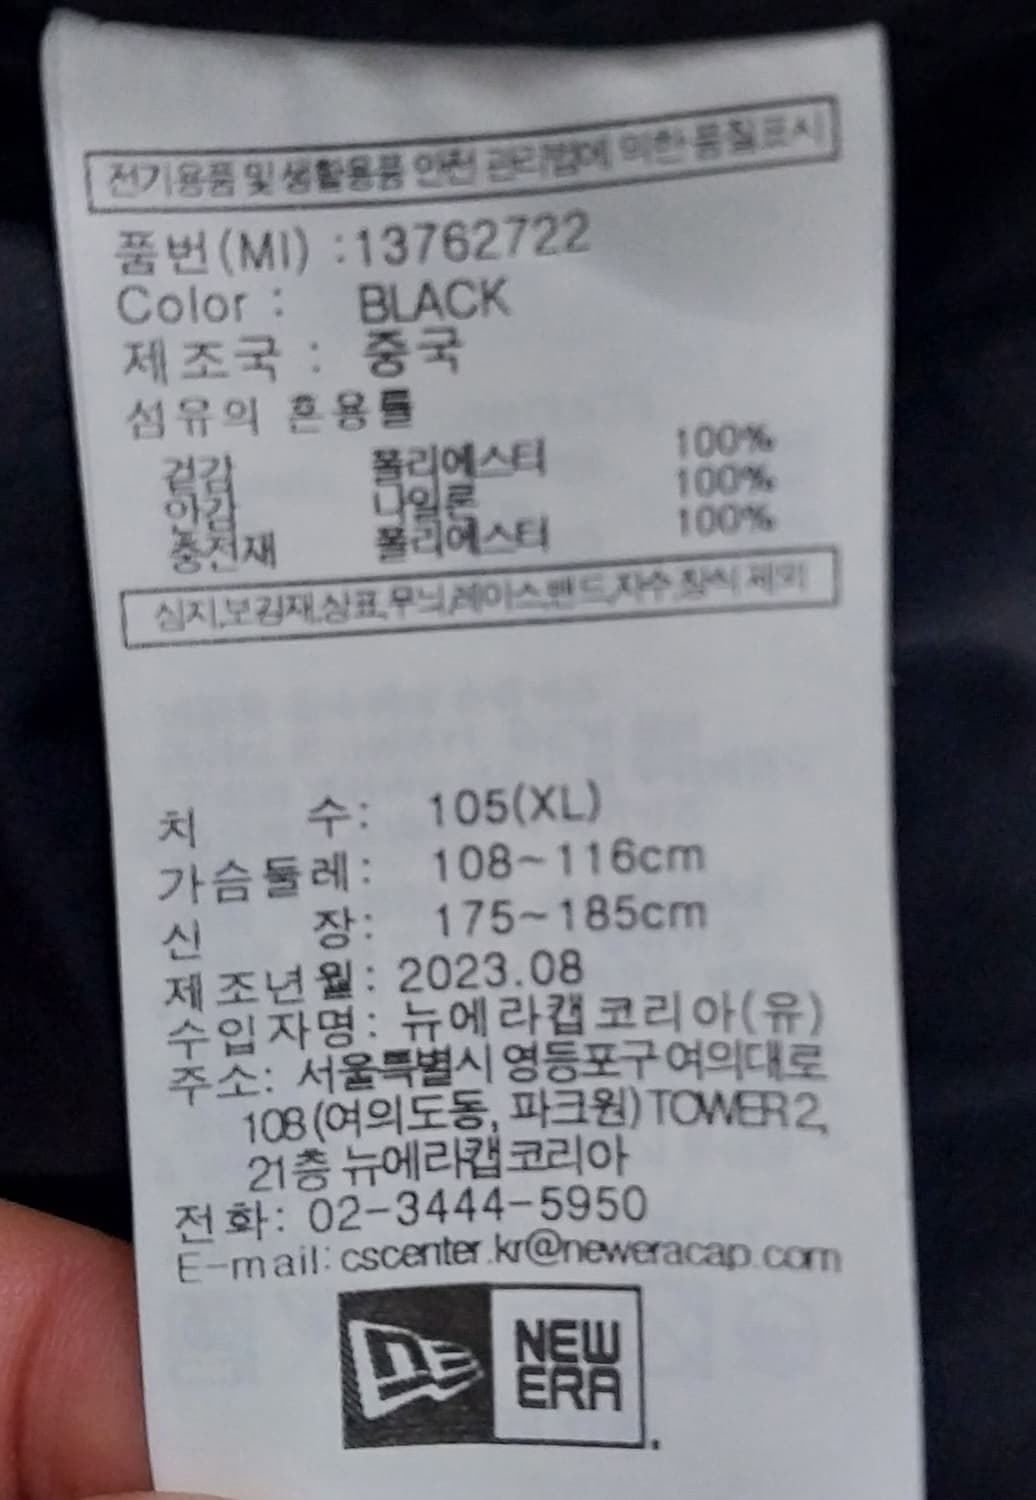 전기용품 및 생활용품 안전 관리법에 의한 품질표시
품번(MI) :13762722
Color : BLACK
제조국 : 중국
섬유의 혼용률
겉감 폴리에스터 100%
안감 나일론 100%
충전재 폴리에스터 100%
심지,보강재,상표,무늬,레이스,밴드,자수,장식 제외
치 수: 105(XL)
가슴둘레: 108~116cm
신 장: 175~185cm
제조년월: 2023.08
수입자명: 뉴에라캡코리아(유)
주소: 서울특별시 영등포구 여의대로
108(여의도동, 파크원) TOWER 2,
21층 뉴에라캡코리아
전화: 02-3444-5950
E-mail: cscenter.kr@neweracap.com
NEW
ERA